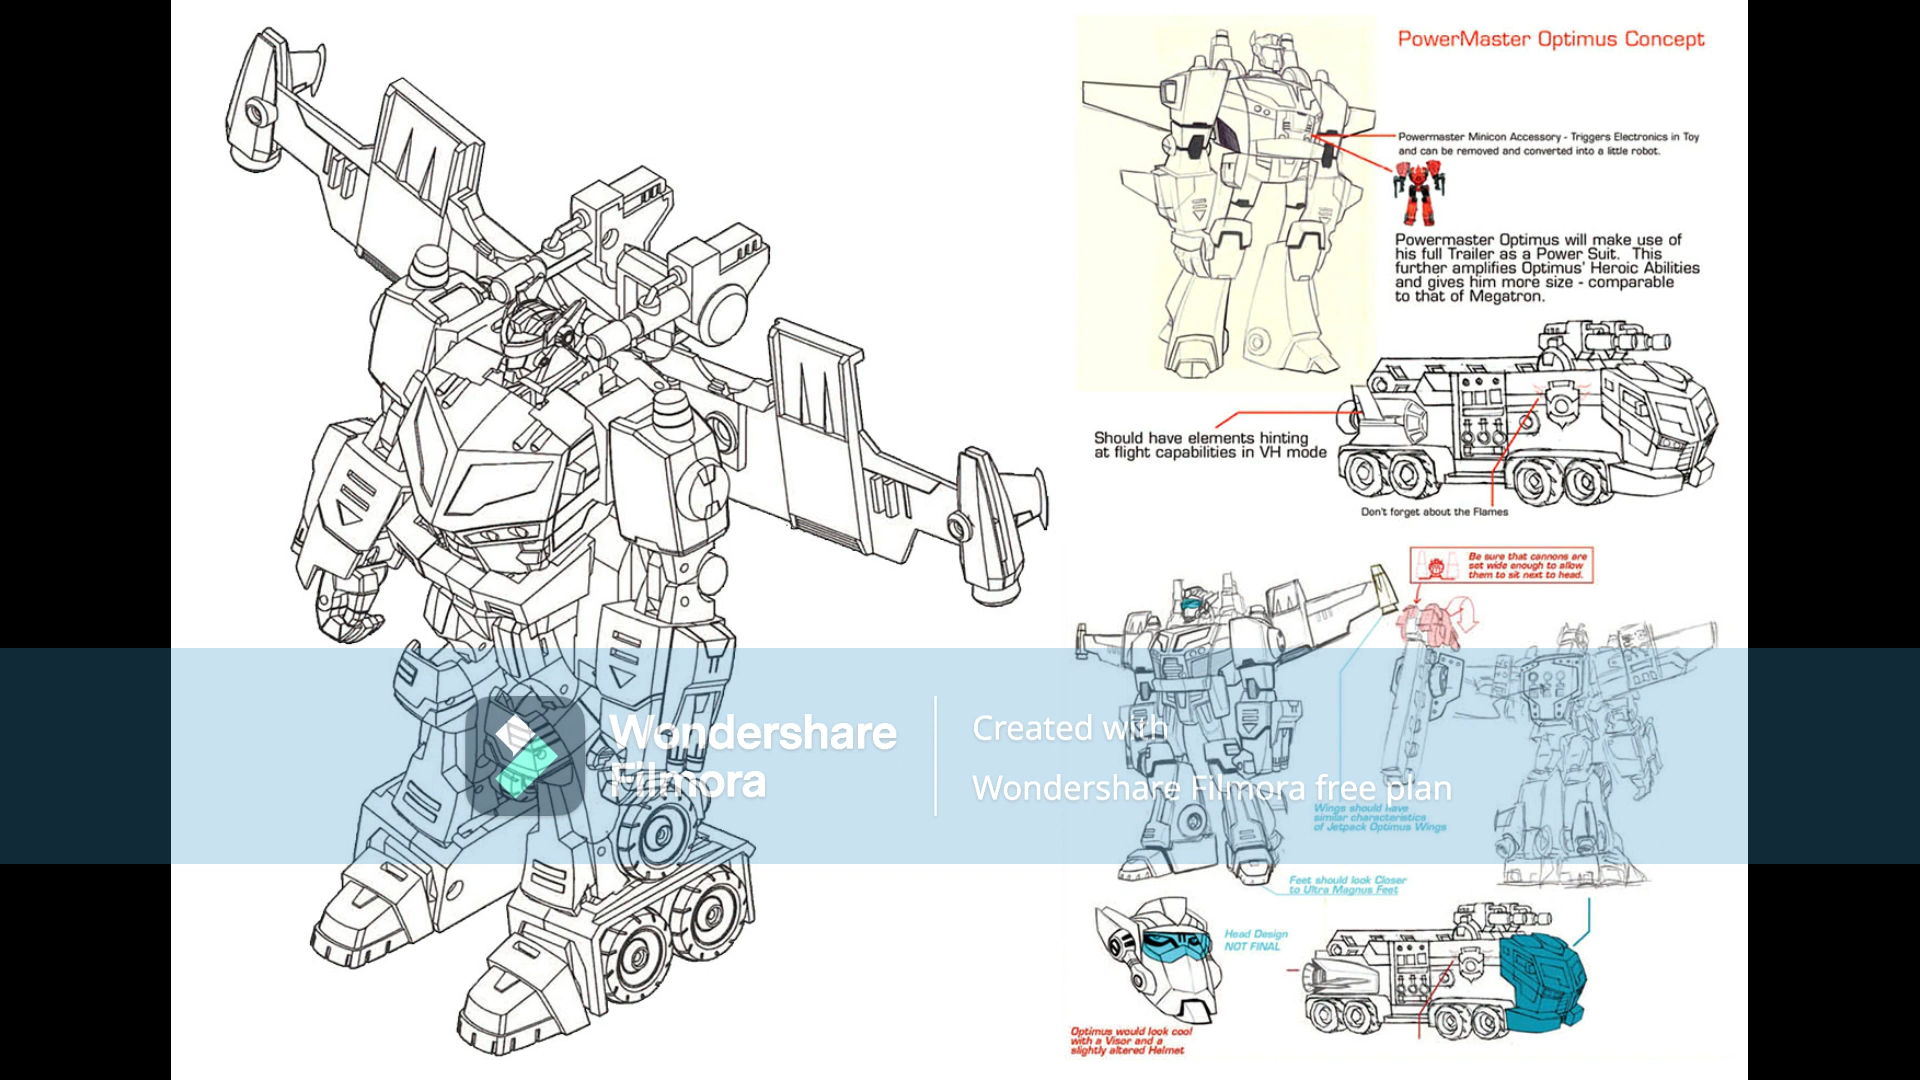 PowerMaster Optimus Concept
Powermaster Minicon Accessory - Triggers Electronics in Toy
and can be removed and converted into a little robot.
Powermaster Optimus will make use of
his full Trailer as a Power Suit. This
further amplifies Optimus' Heroic Abilities
and gives him more size - comparable
to that of Megatron.
Should have elements hinting
at flight capabilities in VH mode
Don't forget about the Flames
Be sure that cannons are
set wide enough to allow
them to sit next to head.
Wondershare
Filmora
Created with
Wondershare Filmora free plan
Wings should have
similar characteristics
of Jetpack Optimus Wings
Feet should look Closer
to Ultra Magnus Feet
Head Design
NOT FINAL
Optimus would look cool
with a Visor and a
slightly altered Helmet